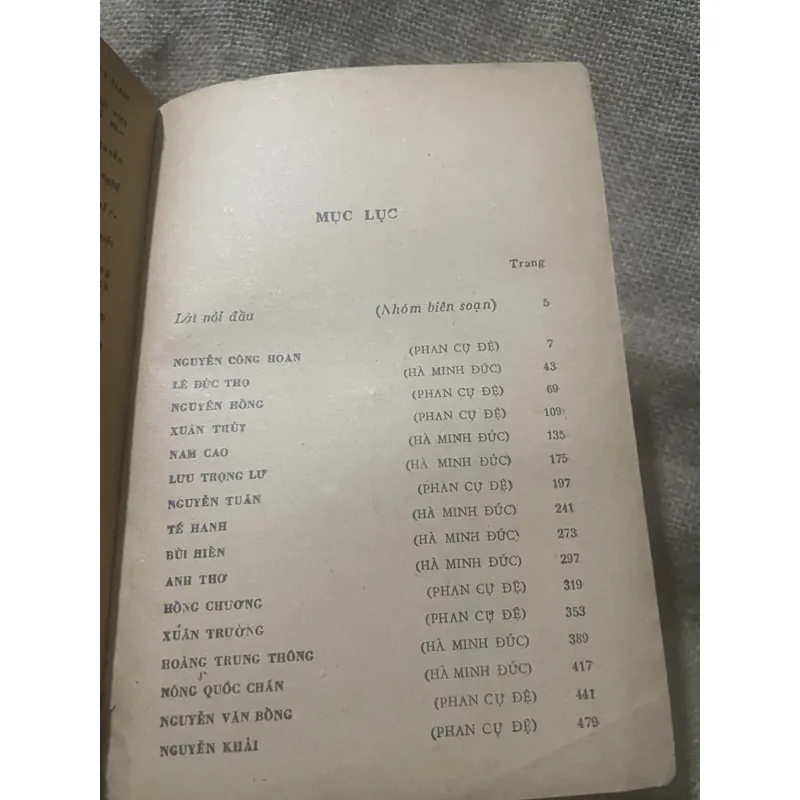 MỤC LỤC
Trang
Lời nói đầu (Nhóm biên soạn) 5
NGUYỄN CÔNG HOAN (PHAN CỰ ĐỆ) 7
LÊ ĐỨC THỌ (HÀ MINH ĐỨC) 43
NGUYÊN HỒNG (PHAN CỰ ĐỆ) 69
XUÂN THỦY (PHAN CỰ ĐỆ) 109
NAM CAO (HÀ MINH ĐỨC) 135
LƯU TRỌNG LƯ (HÀ MINH ĐỨC) 175
NGUYỄN TUÂN (PHAN CỰ ĐỆ) 197
TẾ HANH (HÀ MINH ĐỨC) 241
BÙI HIỂN (HÀ MINH ĐỨC) 273
ANH THƠ (HÀ MINH ĐỨC) 297
HỒNG CHƯƠNG (PHAN CỰ ĐỆ) 319
XUÂN TRƯỜNG (PHAN CỰ ĐỆ) 353
HOÀNG TRUNG THÔNG (HÀ MINH ĐỨC) 389
NÔNG QUỐC CHẤN (HÀ MINH ĐỨC) 417
NGUYỄN VĂN BỔNG (PHAN CỰ ĐỆ) 441
NGUYỄN KHẢI (PHAN CỰ ĐỆ) 479